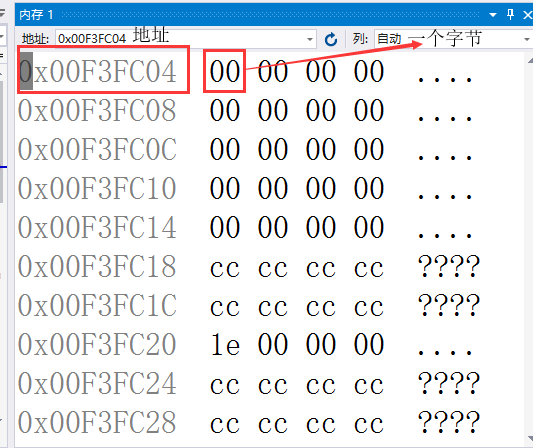 内存 1
地址: 0x00F3FC04 地址 列: 自动 一个字节
0x00F3FC04 00 00 00 00 ....
0x00F3FC08 00 00 00 00 ....
0x00F3FC0C 00 00 00 00 ....
0x00F3FC10 00 00 00 00 ....
0x00F3FC14 00 00 00 00 ....
0x00F3FC18 cc cc cc cc ????
0x00F3FC1C cc cc cc cc ????
0x00F3FC20 1e 00 00 00 ....
0x00F3FC24 cc cc cc cc ????
0x00F3FC28 cc cc cc cc ????